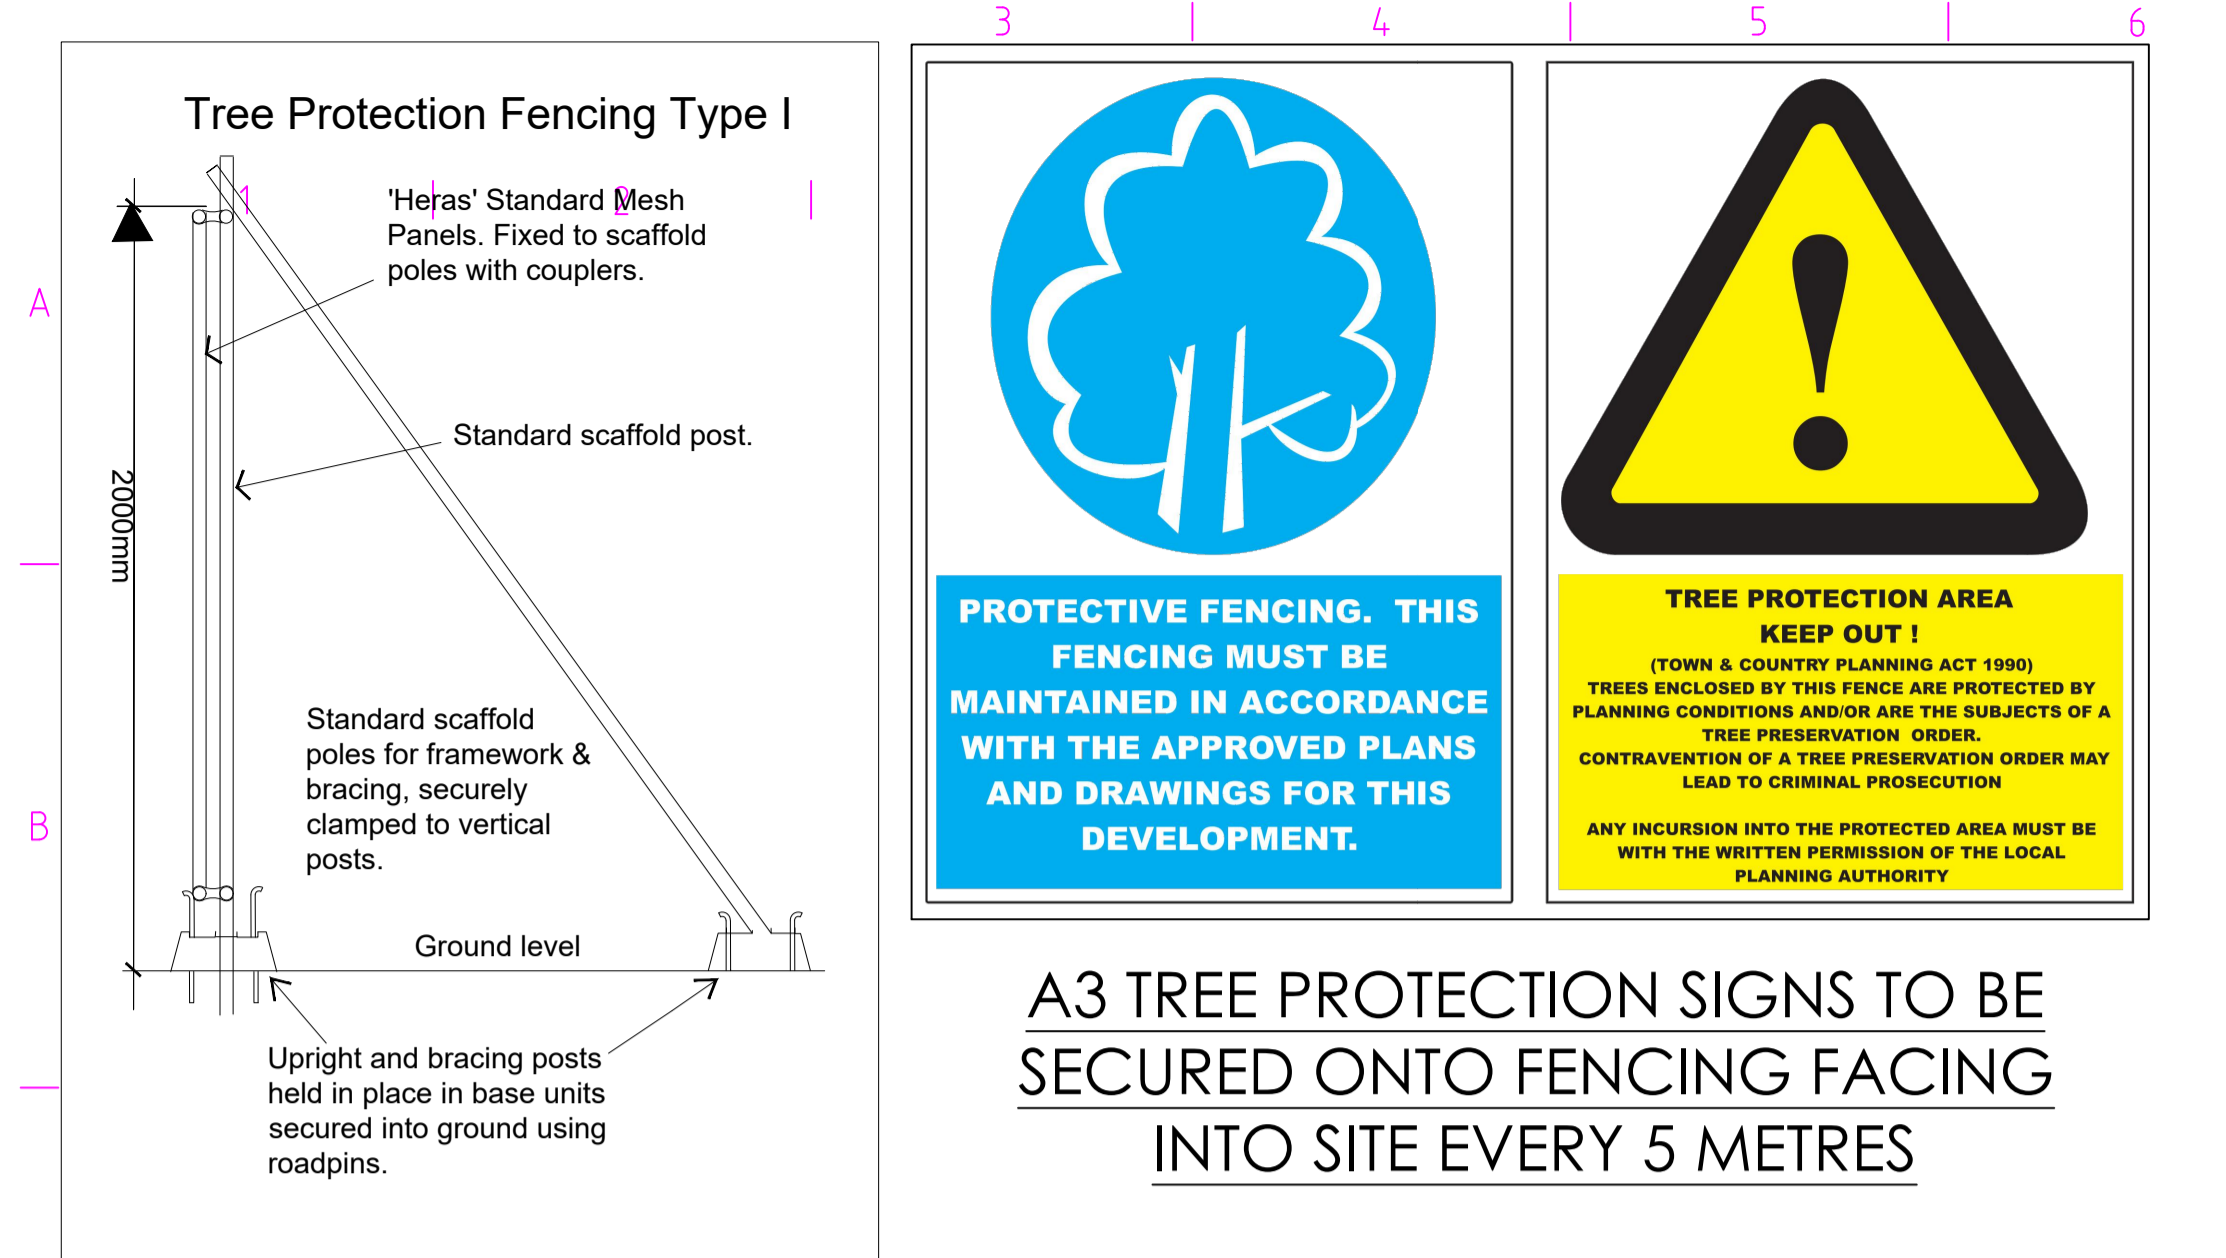 3 4 5 6
Tree Protection Fencing Type I
1 2
'Heras' Standard Mesh
Panels. Fixed to scaffold
poles with couplers.
A
Standard scaffold post.
2000mm
Standard scaffold
poles for framework &
bracing, securely
clamped to vertical
posts.
B
Ground level
Upright and bracing posts
held in place in base units
secured into ground using
roadpins.
PROTECTIVE FENCING. THIS
FENCING MUST BE
MAINTAINED IN ACCORDANCE
WITH THE APPROVED PLANS
AND DRAWINGS FOR THIS
DEVELOPMENT.
!
TREE PROTECTION AREA
KEEP OUT !
(TOWN & COUNTRY PLANNING ACT 1990)
TREES ENCLOSED BY THIS FENCE ARE PROTECTED BY
PLANNING CONDITIONS AND/OR ARE THE SUBJECTS OF A
TREE PRESERVATION ORDER.
CONTRAVENTION OF A TREE PRESERVATION ORDER MAY
LEAD TO CRIMINAL PROSECUTION
ANY INCURSION INTO THE PROTECTED AREA MUST BE
WITH THE WRITTEN PERMISSION OF THE LOCAL
PLANNING AUTHORITY
A3 TREE PROTECTION SIGNS TO BE
SECURED ONTO FENCING FACING
INTO SITE EVERY 5 METRES